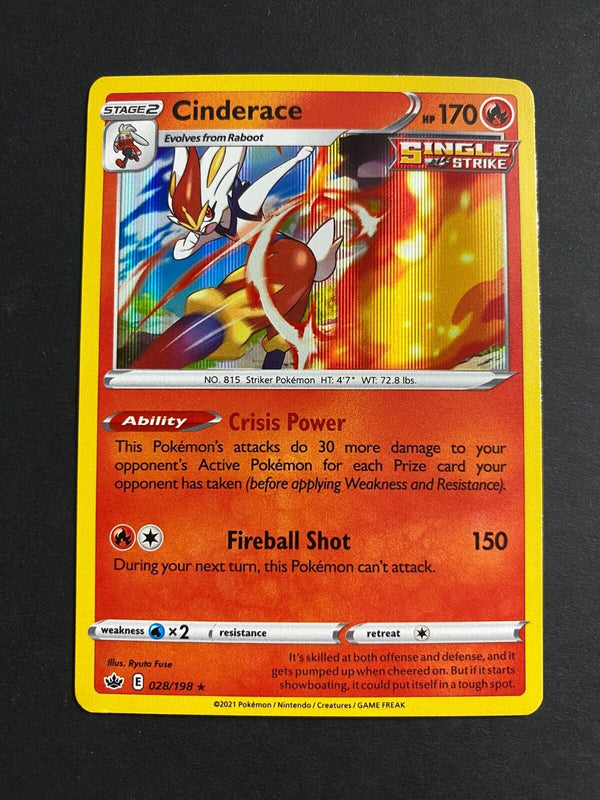 STAGE2 Cinderace HP 170
Evolves from Raboot
SINGLE
STRIKE
NO. 815 Striker Pokémon HT: 4'7" WT: 72.8 lbs.
Ability Crisis Power
This Pokémon's attacks do 30 more damage to your
opponent's Active Pokémon for each Prize card your
opponent has taken (before applying Weakness and Resistance).
Fireball Shot 150
During your next turn, this Pokémon can't attack.
weakness ×2 resistance retreat
Illus. Ryuta Fuse
It's skilled at both offense and defense, and it
gets pumped up when cheered on. But if it starts
showboating, it could put itself in a tough spot.
E 028/198 ★
©2021 Pokémon / Nintendo / Creatures / GAME FREAK